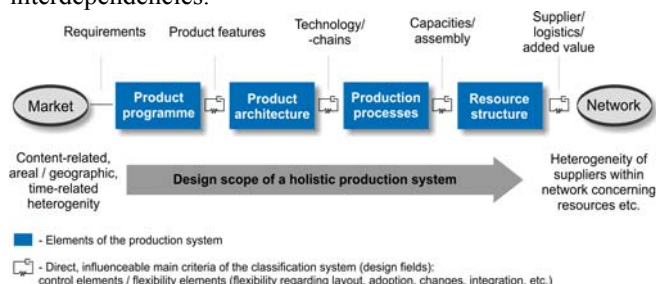 interdependencies.
Requirements
Product features
Technology/
-chains
Capacities/
assembly
Supplier/
logistics/
added value
Market
Product
programme
Product
architecture
Production
processes
Resource
structure
Network
Content-related,
areal / geographic,
time-related
heterogenity
Design scope of a holistic production system
Heterogeneity of
suppliers within
network concerning
resources etc.
- Elements of the production system
- Direct, influenceable main criteria of the classification system (design fields):
control elements / flexibility elements (flexibility regarding layout, adoption, changes, integration, etc.)